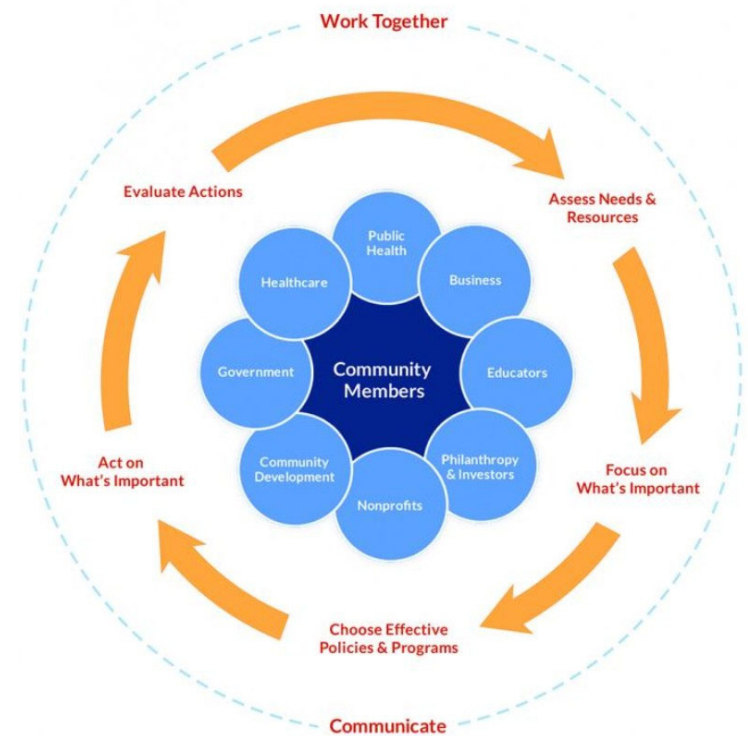 Work Together
Evaluate Actions
Assess Needs &
Resources
Public
Health
Healthcare
Business
Government
Community
Members
Educators
Community
Development
Philanthropy
& Investors
Nonprofits
Act on
What's Important
Focus on
What's Important
Choose Effective
Policies & Programs
Communicate